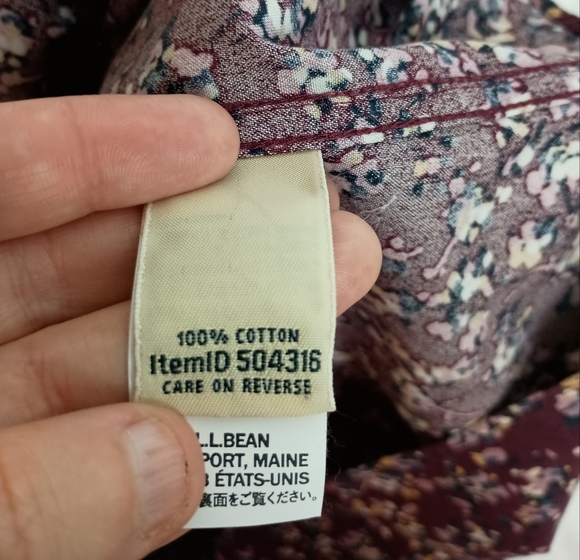 100% COTTON
ItemID 504316
CARE ON REVERSE
L.L.BEAN
PORT, MAINE
ÉTATS-UNIS
裏面をご覧ください。